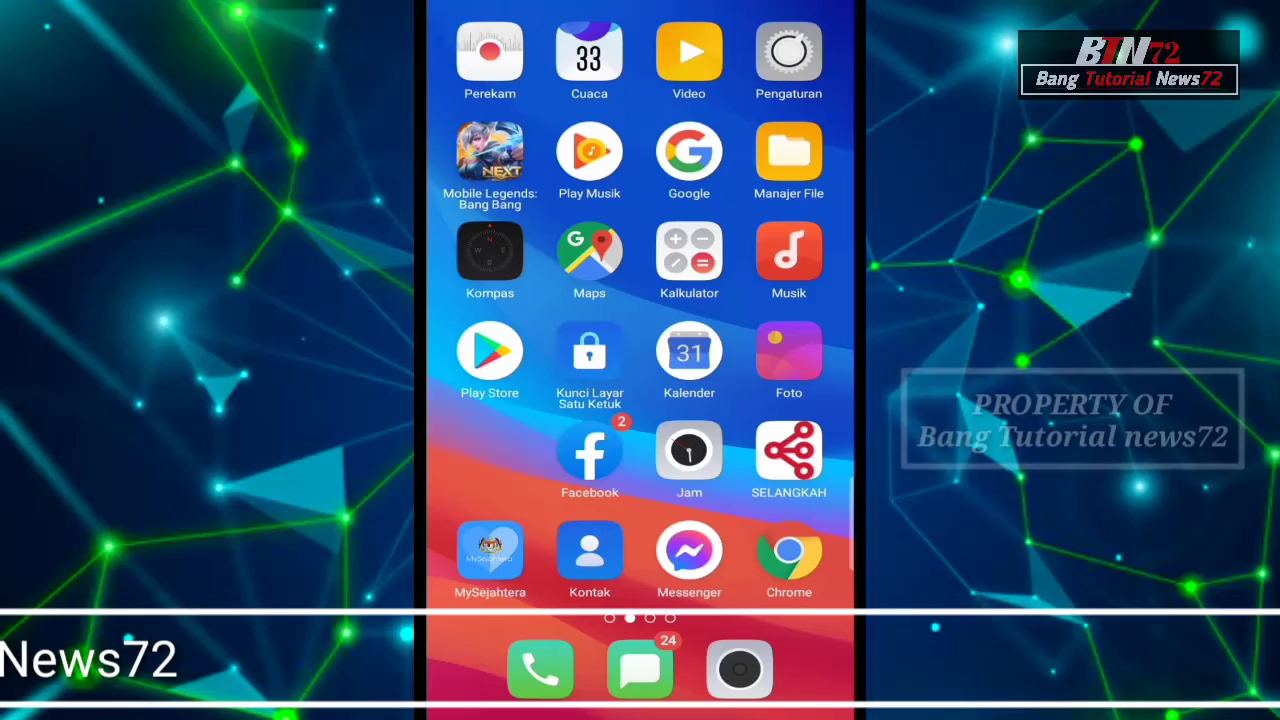 BTN72
Bang Tutorial News72
33
Perekam
Cuaca
Video
Pengaturan
NEXT
Mobile Legends:
Bang Bang
Play Musik
Google
Manajer File
G
N
W
E
S
Kompas
Maps
Kalkulator
Musik
31
Play Store
Kunci Layar
Satu Ketuk
Kalender
Foto
PROPERTY OF
Bang Tutorial news72
2
Facebook
Jam
SELANGKAH
MySejahtera
MySejahtera
Kontak
Messenger
Chrome
24
News72